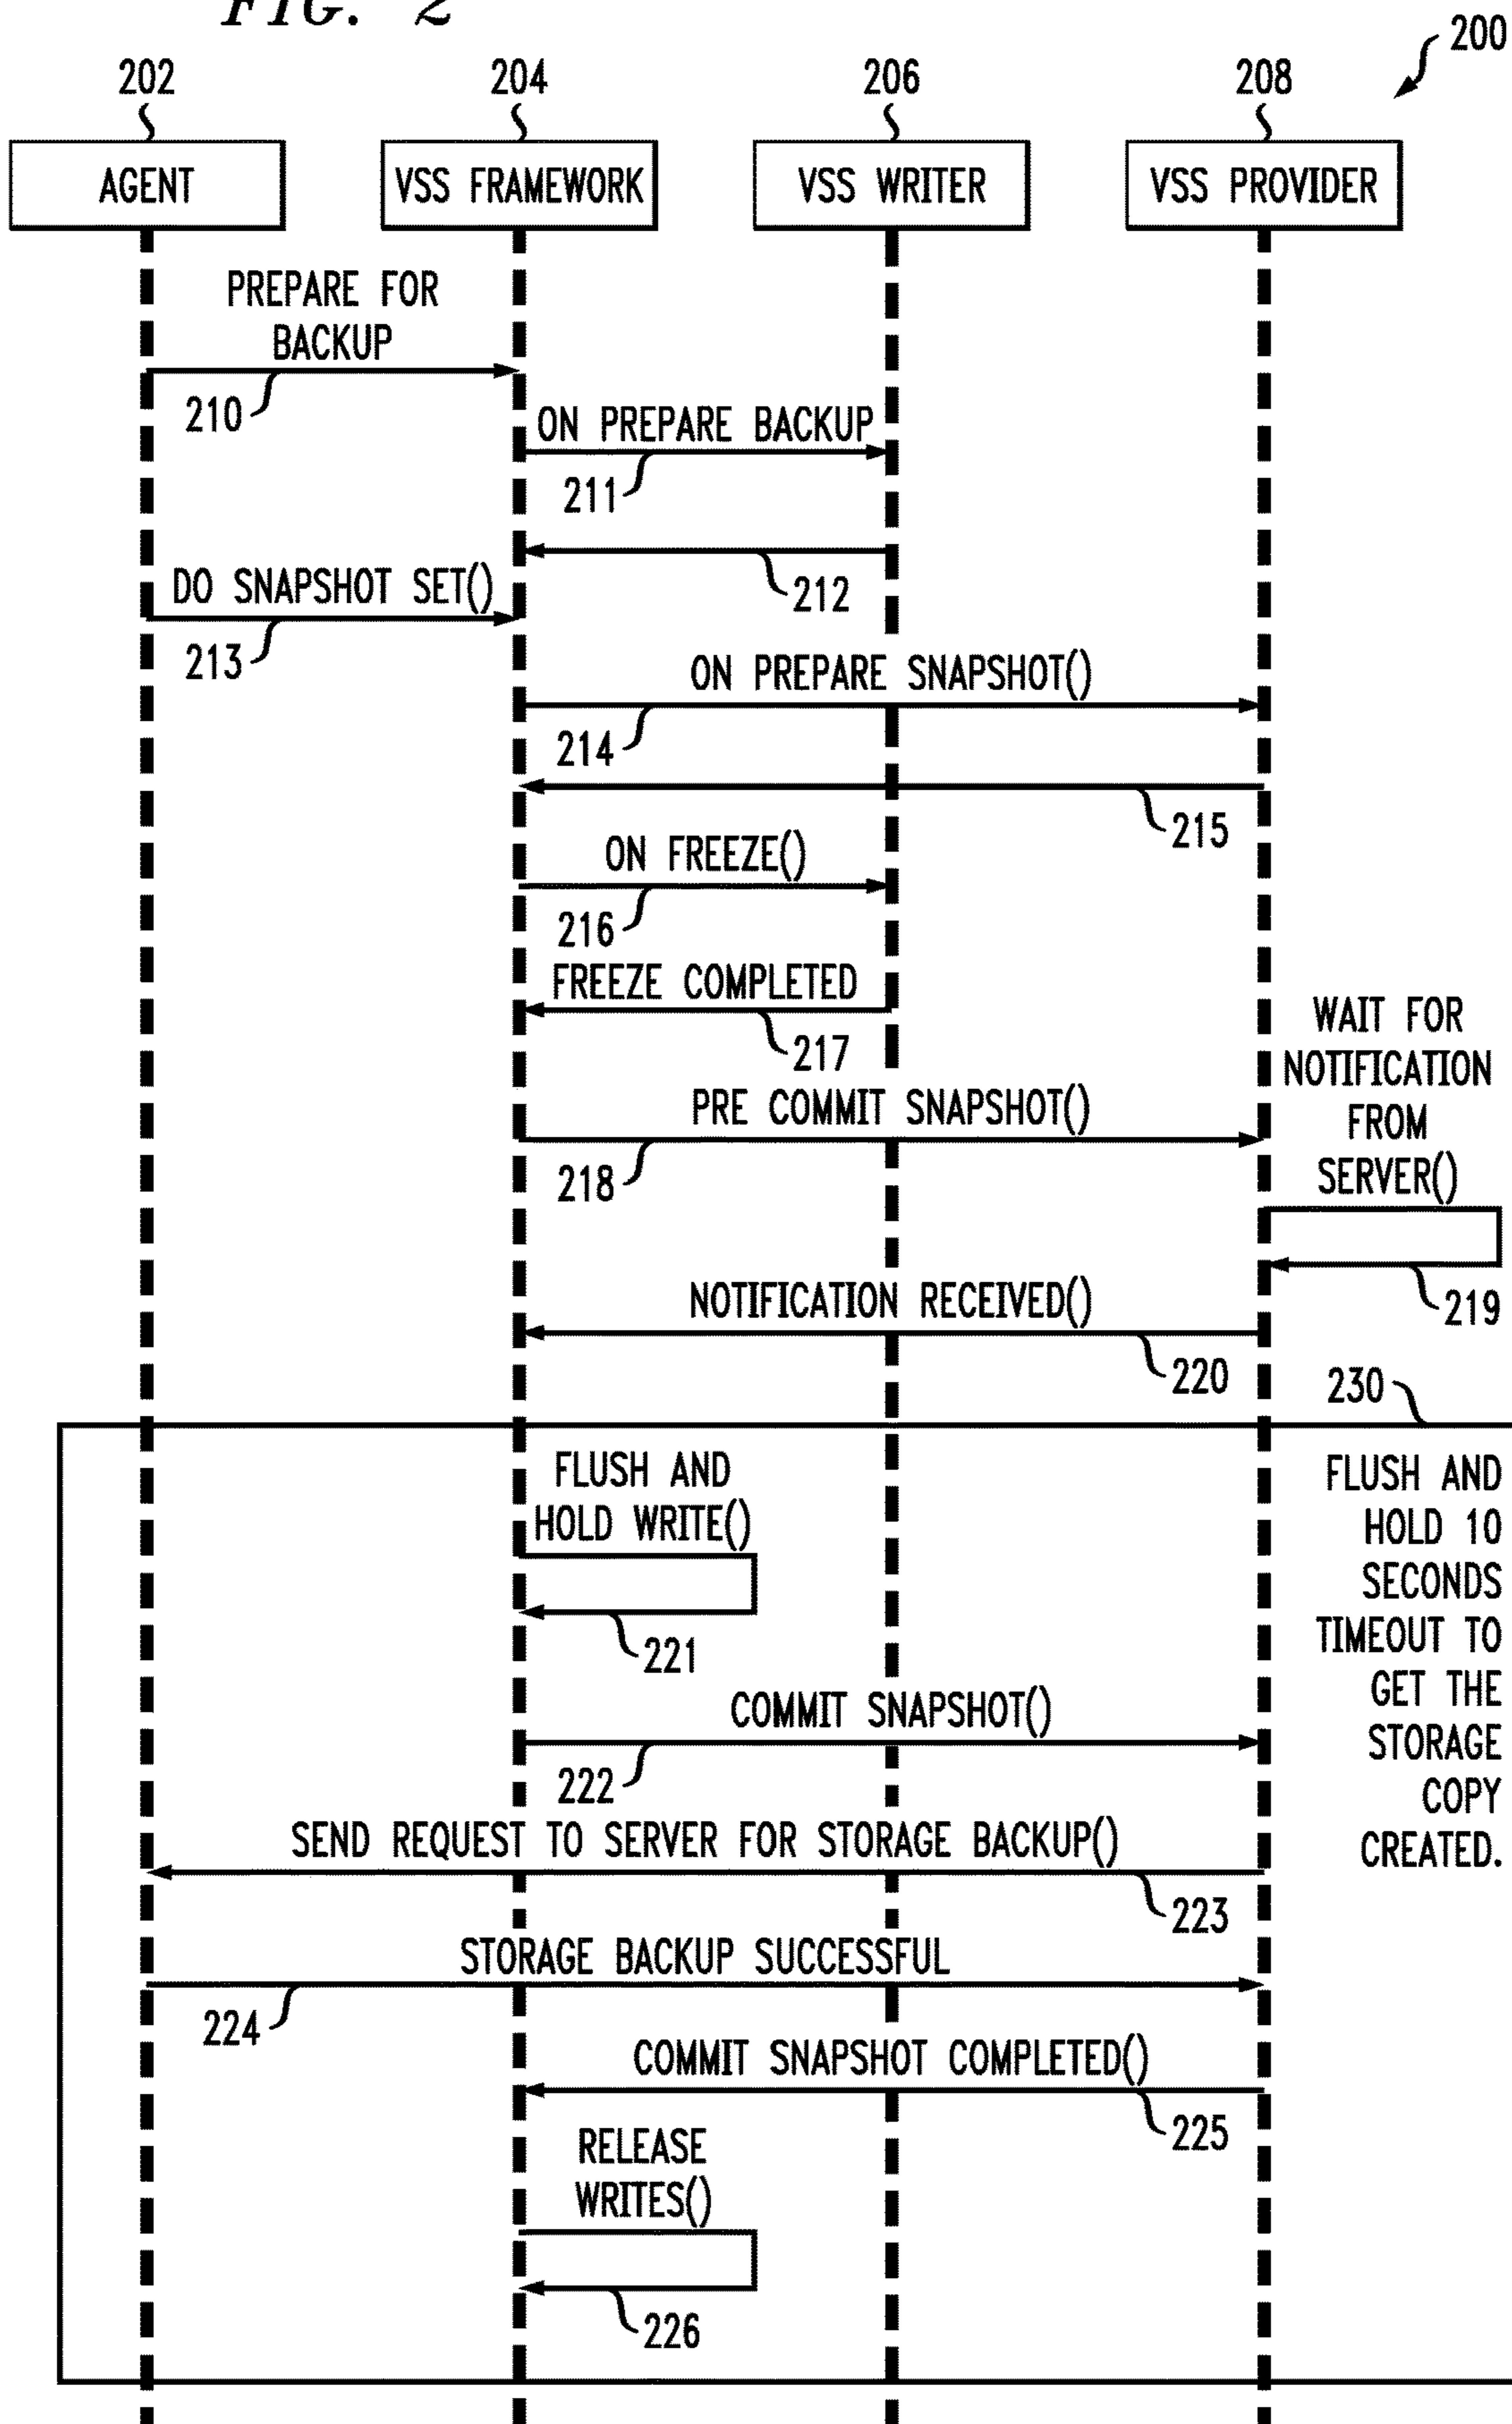 FIG. 2
200
202
204
206
208
AGENT
VSS FRAMEWORK
VSS WRITER
VSS PROVIDER
PREPARE FOR
BACKUP
210
ON PREPARE BACKUP
211
212
DO SNAPSHOT SET()
213
ON PREPARE SNAPSHOT()
214
215
ON FREEZE()
216
FREEZE COMPLETED
217
PRE COMMIT SNAPSHOT()
218
WAIT FOR
NOTIFICATION
FROM
SERVER()
219
NOTIFICATION RECEIVED()
220
230
FLUSH AND
HOLD WRITE()
221
FLUSH AND
HOLD 10
SECONDS
TIMEOUT TO
GET THE
STORAGE
COPY
CREATED.
COMMIT SNAPSHOT()
222
SEND REQUEST TO SERVER FOR STORAGE BACKUP()
223
STORAGE BACKUP SUCCESSFUL
224
COMMIT SNAPSHOT COMPLETED()
225
RELEASE
WRITES()
226